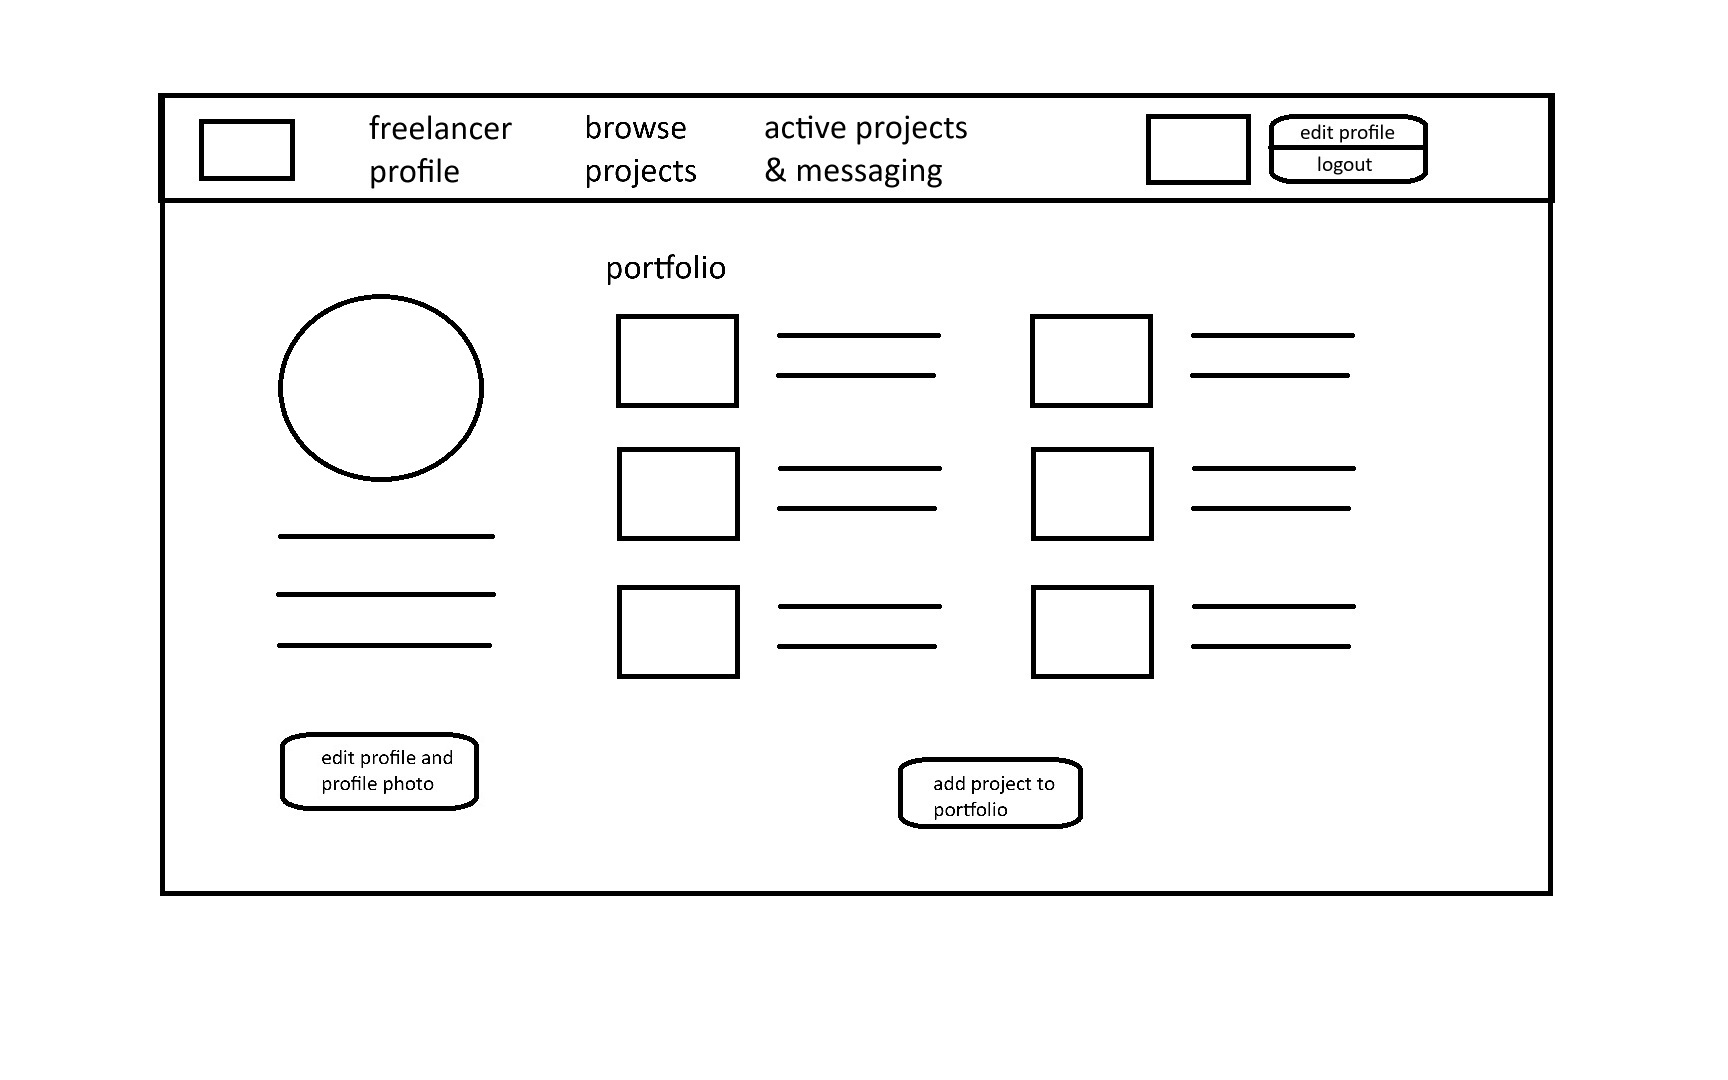 freelancer
profile
browse
projects
active projects
& messaging
edit profile
logout
portfolio
edit profile and
profile photo
add project to
portfolio